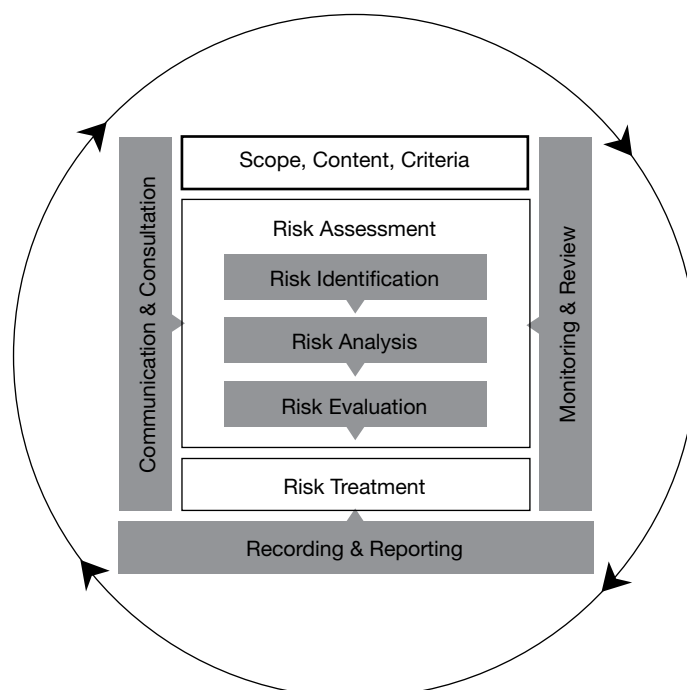 Scope, Content, Criteria
Communication & Consultation
Risk Assessment
Risk Identification
Risk Analysis
Risk Evaluation
Monitoring & Review
Risk Treatment
Recording & Reporting